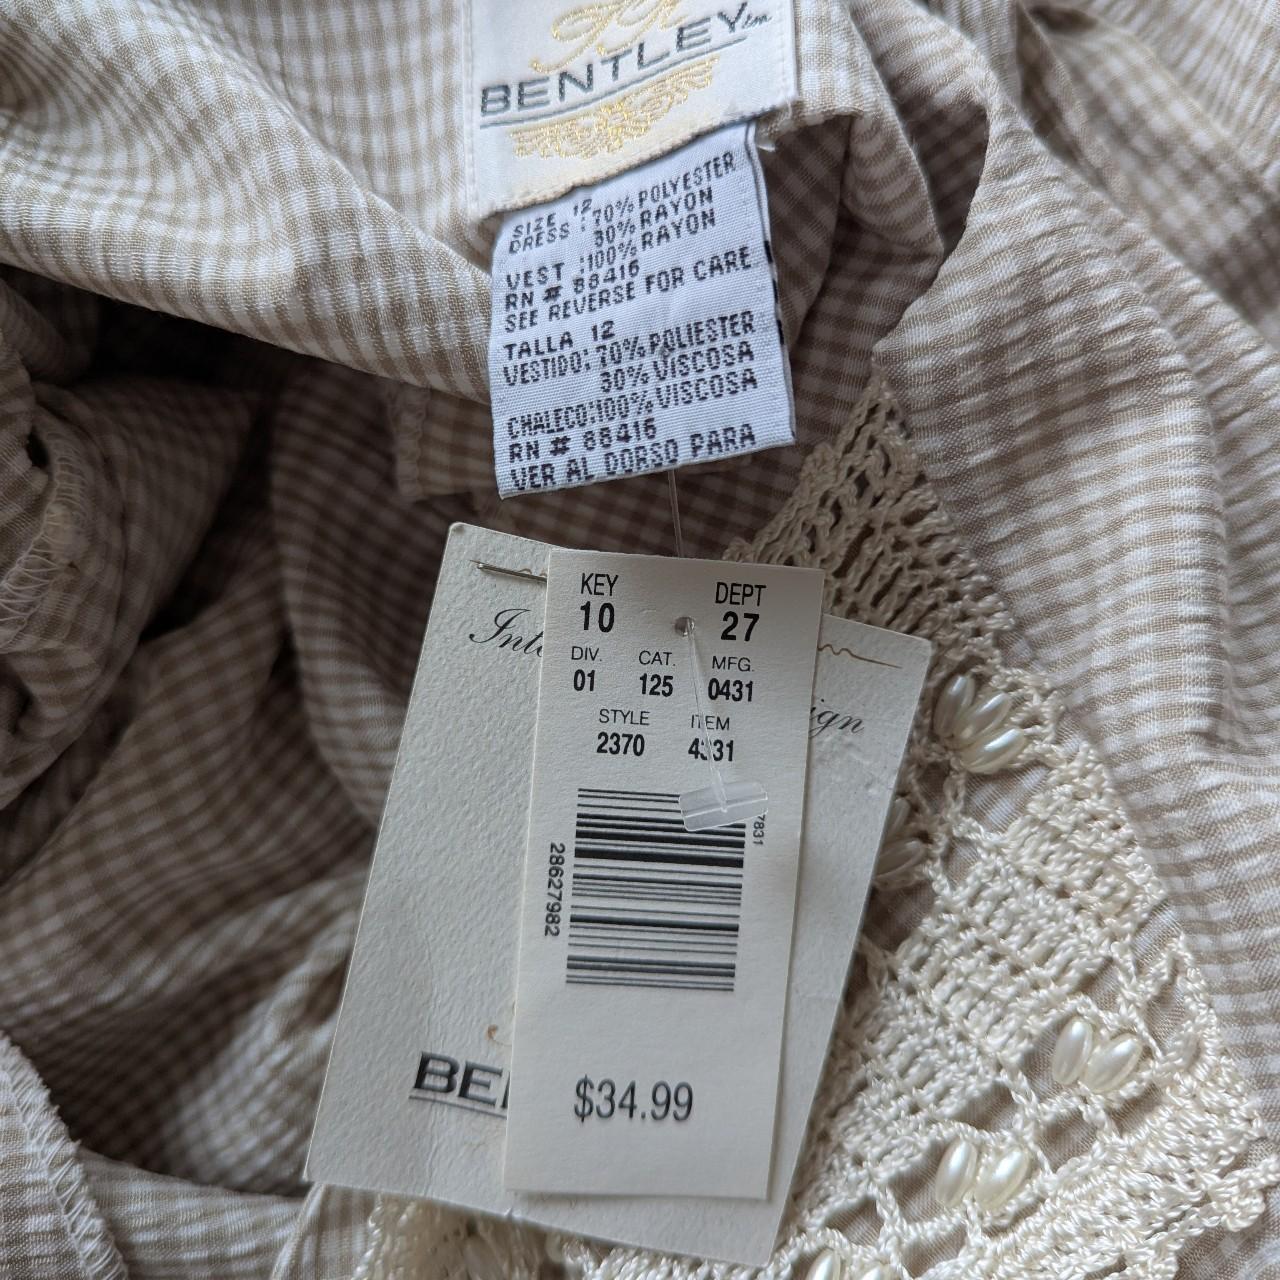 BENTLEY
SIZE 12
DRESS : 70% POLYESTER
30% RAYON
VEST :100% RAYON
RN # 88416
SEE REVERSE FOR CARE
TALLA 12
VESTIDO: 70% POLIESTER
30% VISCOSA
CHALECO:100% VISCOSA
RN # 88416
VER AL DORSO PARA
KEY DEPT
10 27
DIV. CAT. MFG.
01 125 0431
STYLE ITEM
2370 4331
7831
28627982
$34.99